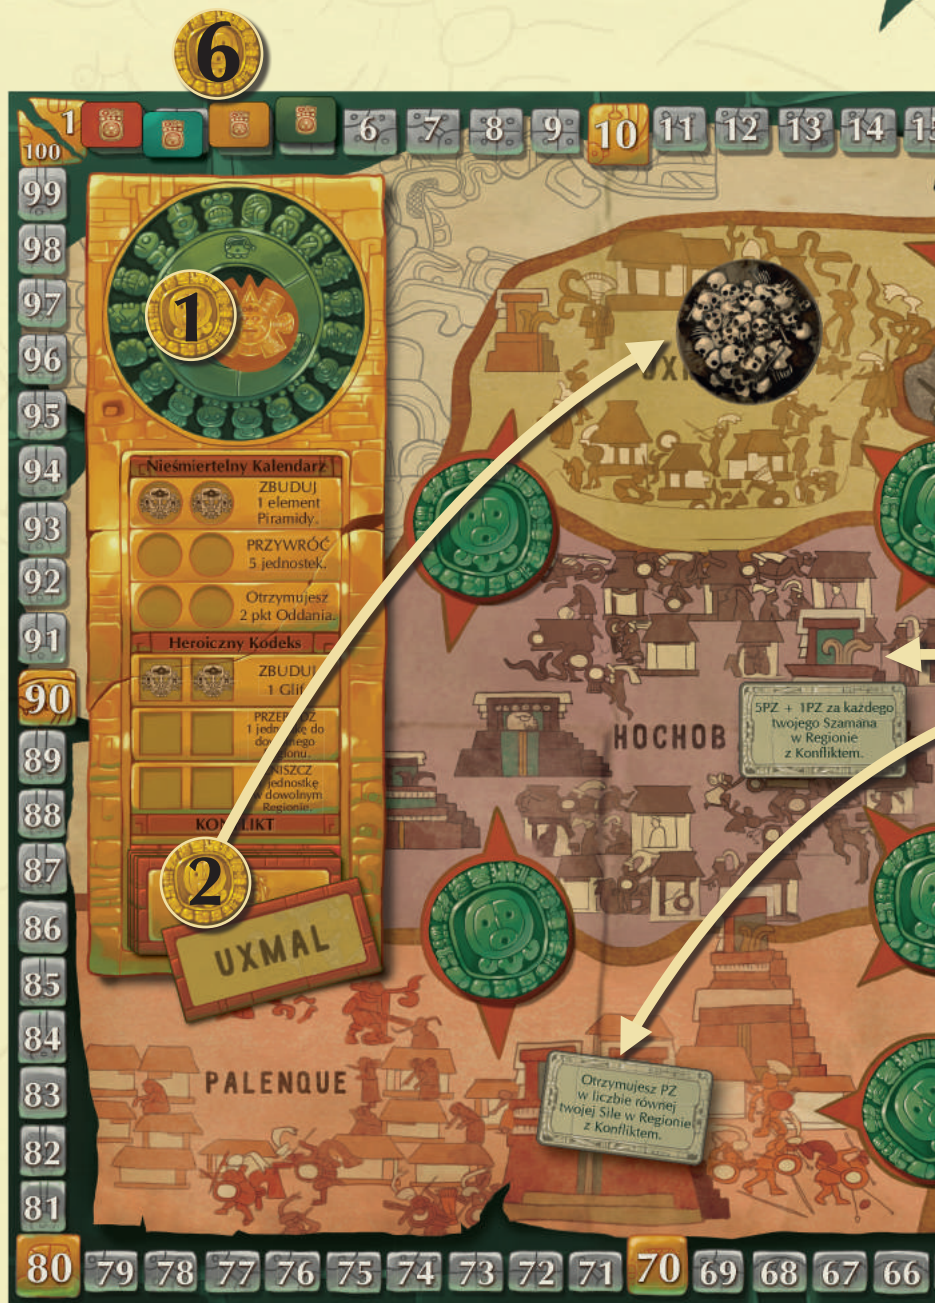 6
1 6 7 8 9 10 11 12 13 14 15
100
99
98
97
96
95
94
93
92
91
90
89
88
87
86
85
84
83
82
81
80 79 78 77 76 75 74 73 72 71 70 69 68 67 66
1
Nieśmiertelny Kalendarz
ZBUDUJ
1 element
Piramidy.
PRZYWRÓĆ
5 jednostek.
Otrzymujesz
2 pkt Oddania.
Heroiczny Kodeks
ZBUDUJ
1
1
do
Regionie.
dowolnym
2
UXMAL
HOCHOB
5PZ + 1PZ za każdego
twojego Szamana
w Regionie
z Konfliktem.
PALENQUE
Otrzymujesz PZ
w liczbie równej
twojej Sile w Regionie
z Konfliktem.